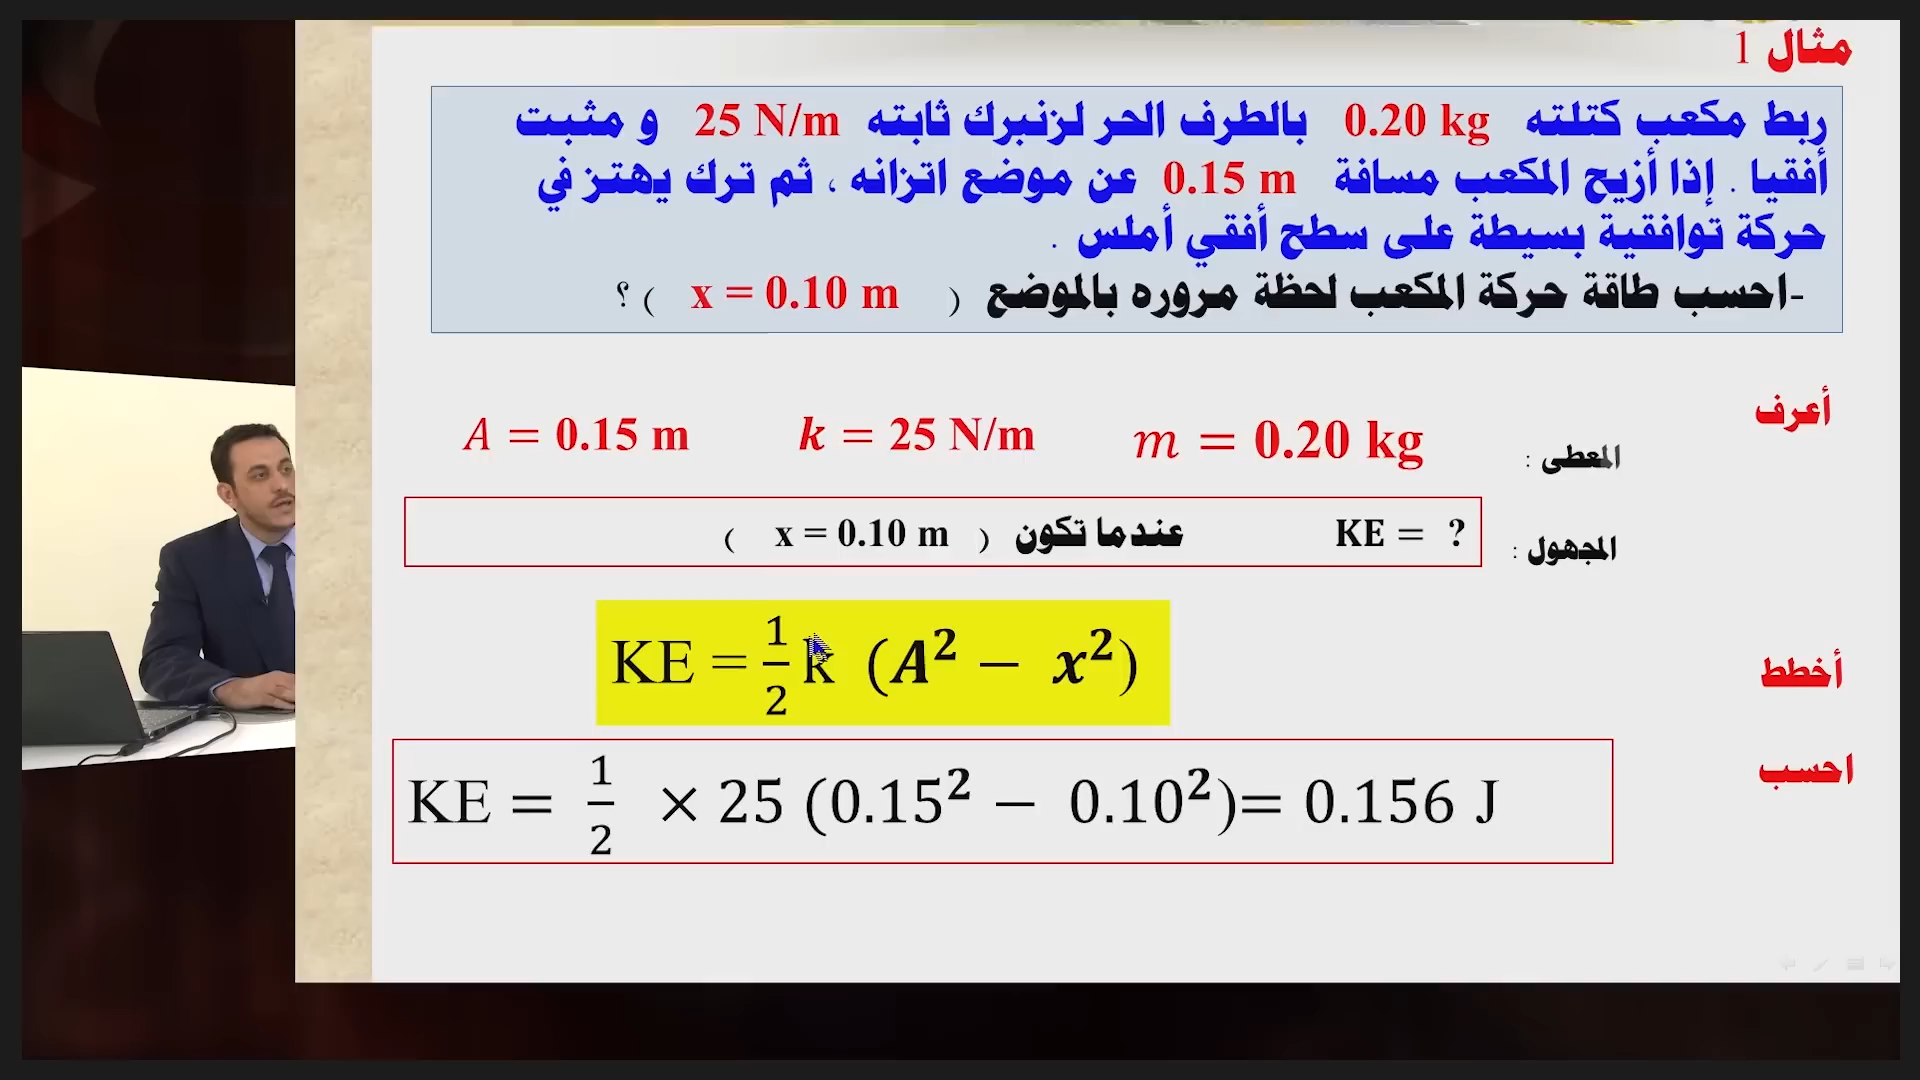 مثال 1
ربط مكعب كتلته 0.20 kg بالطرف الحر لزنبرك ثابته 25 N/m و مثبت
أفقيا . إذا أزيح المكعب مسافة 0.15 m عن موضع اتزانه ، ثم ترك يهتز في
حركة توافقية بسيطة على سطح أفقي أملس .
-احسب طاقة حركة المكعب لحظة مروره بالموضع ( x = 0.10 m ) ؟
أعرف
المعطى : m = 0.20 kg k = 25 N/m A = 0.15 m
المجهول : KE = ? عندما تكون ( x = 0.10 m )
أخطط
KE = 1/2 k (A² − x²)
احسب
KE = 1/2 × 25 (0.15² − 0.10²)= 0.156 J